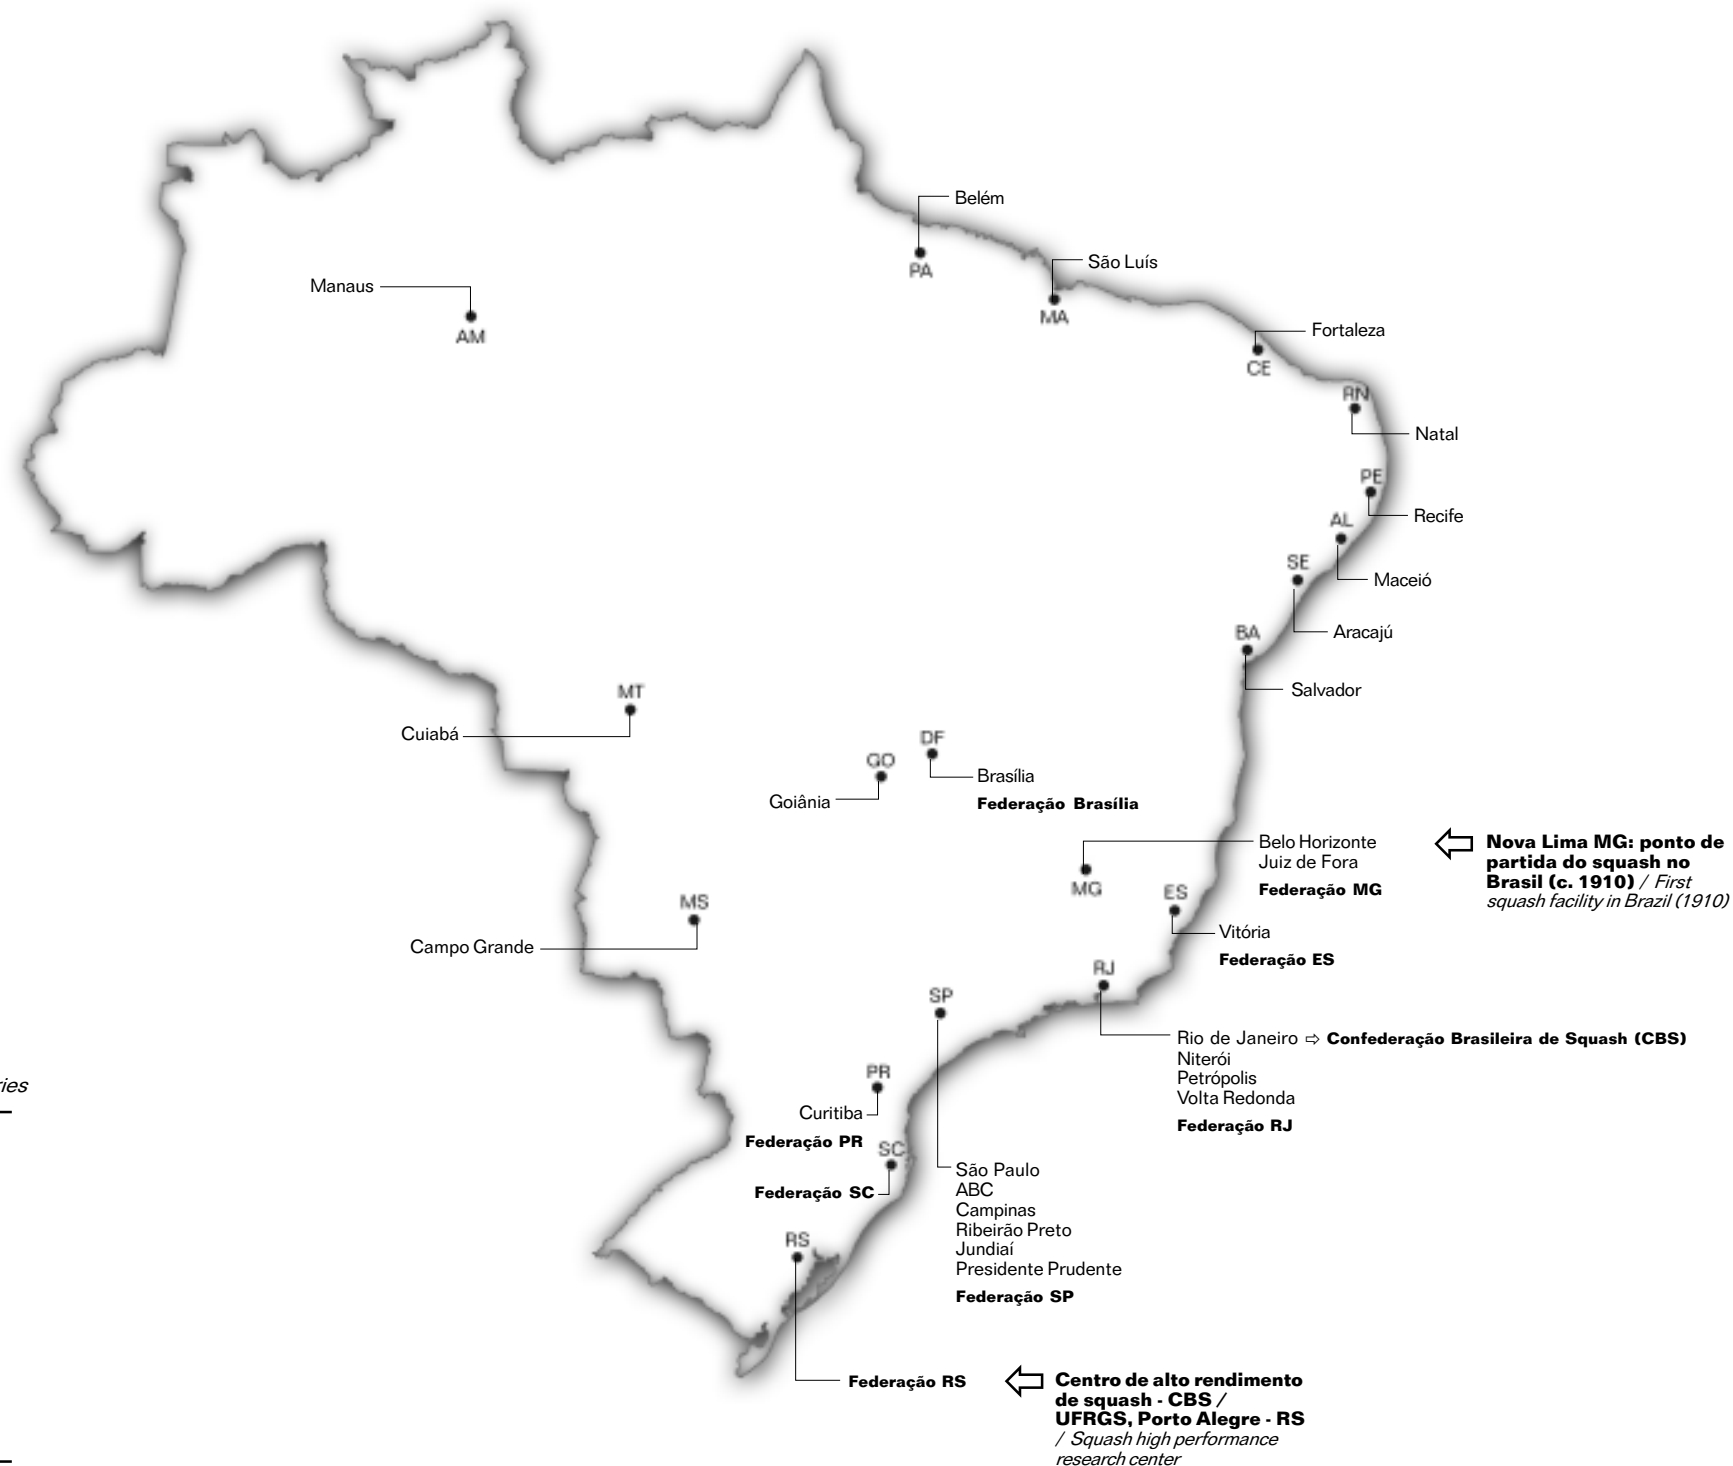 Belém
PA
São Luís
MA
Manaus
AM
Fortaleza
CE
RN
Natal
PE
Recife
AL
Maceió
SE
Aracajú
BA
Salvador
MT
Cuiabá
DF
Brasília
Federação Brasília
GO
Goiânia
Belo Horizonte
Juiz de Fora
Federação MG
MG
Nova Lima MG: ponto de
partida do squash no
Brasil (c. 1910) / First
squash facility in Brazil (1910)
ES
Vitória
Federação ES
MS
Campo Grande
RJ
Rio de Janeiro ⇨ Confederação Brasileira de Squash (CBS)
Niterói
Petrópolis
Volta Redonda
Federação RJ
SP
São Paulo
ABC
Campinas
Ribeirão Preto
Jundiaí
Presidente Prudente
Federação SP
PR
Curitiba
Federação PR
SC
Federação SC
RS
Federação RS
Centro de alto rendimento
de squash - CBS /
UFRGS, Porto Alegre - RS
/ Squash high performance
research center